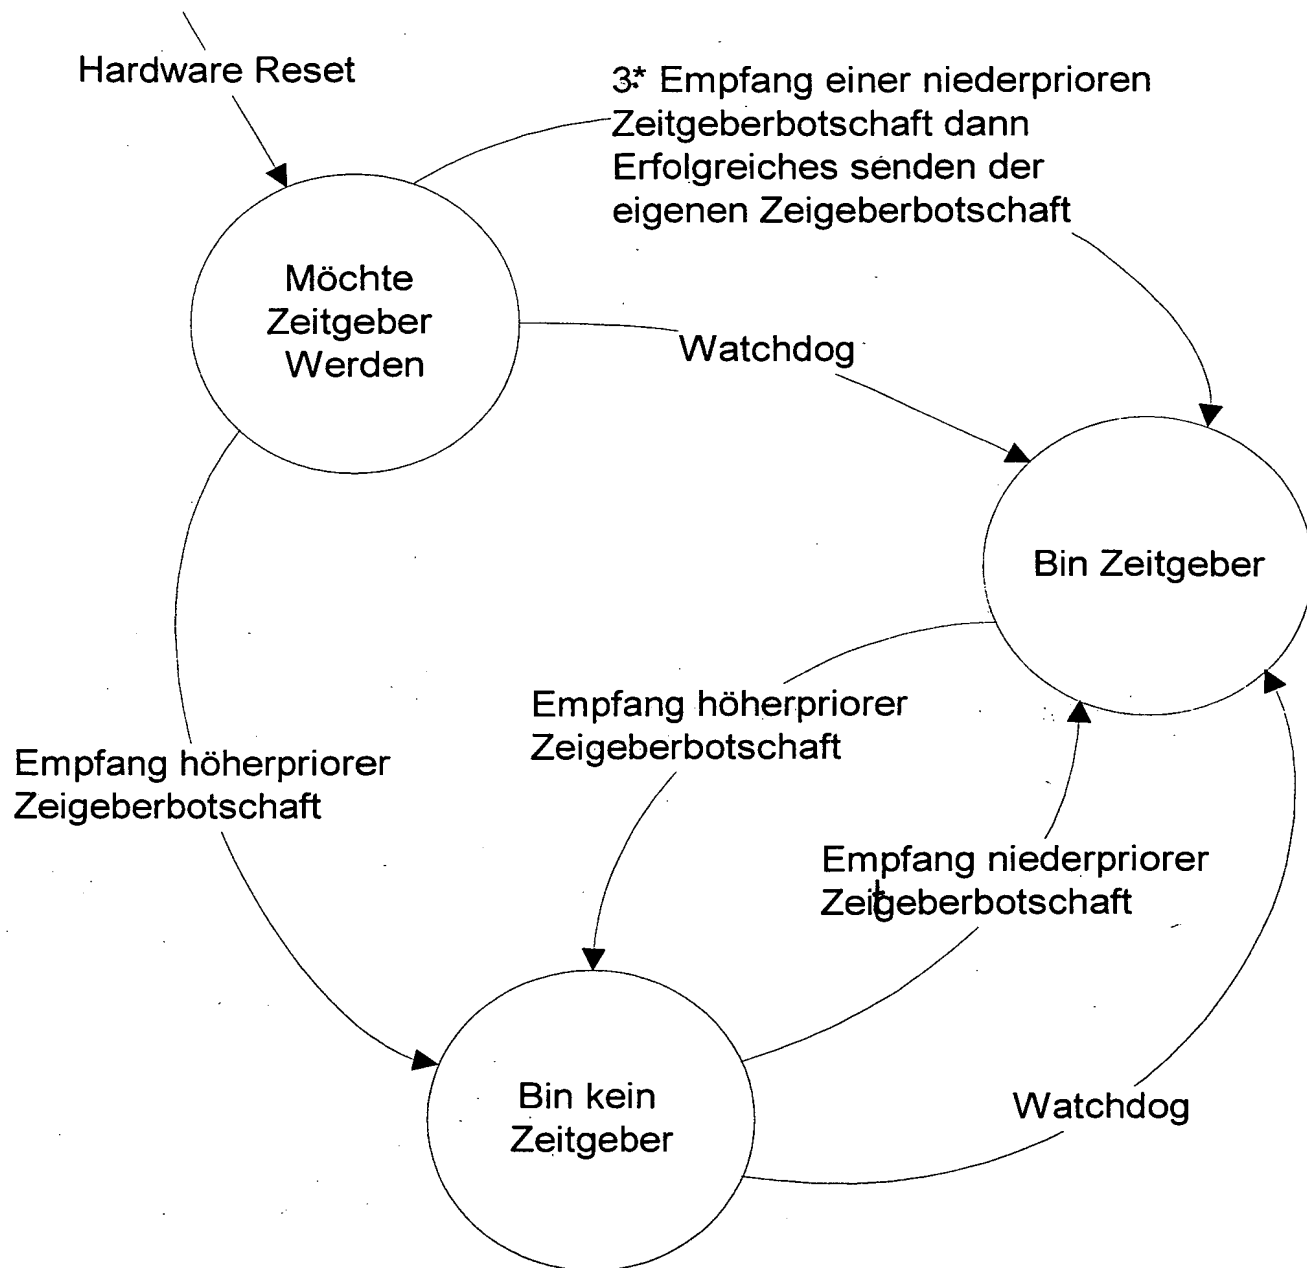 Hardware Reset
3* Empfang einer niederprioren
Zeitgeberbotschaft dann
Erfolgreiches senden der
eigenen Zeigeberbotschaft
Möchte
Zeitgeber
Werden
Watchdog
Bin Zeitgeber
Empfang höherpriorer
Zeigeberbotschaft
Empfang höherpriorer
Zeigeberbotschaft
Empfang niederpriorer
Zeitgeberbotschaft
Bin kein
Zeitgeber
Watchdog